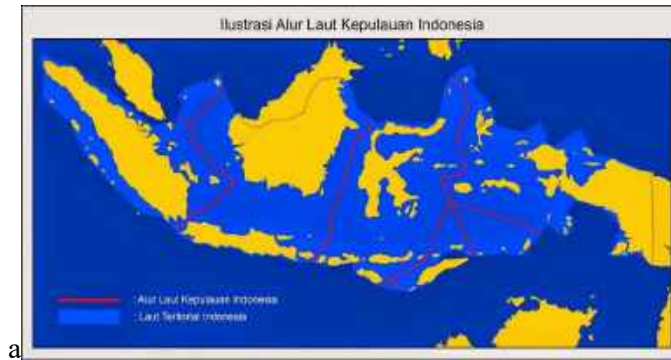 Ilustrasi Alur Laut Kepulauan Indonesia
: Alur Laut Kepulauan Indonesia
: Laut Teritorial Indonesia
a